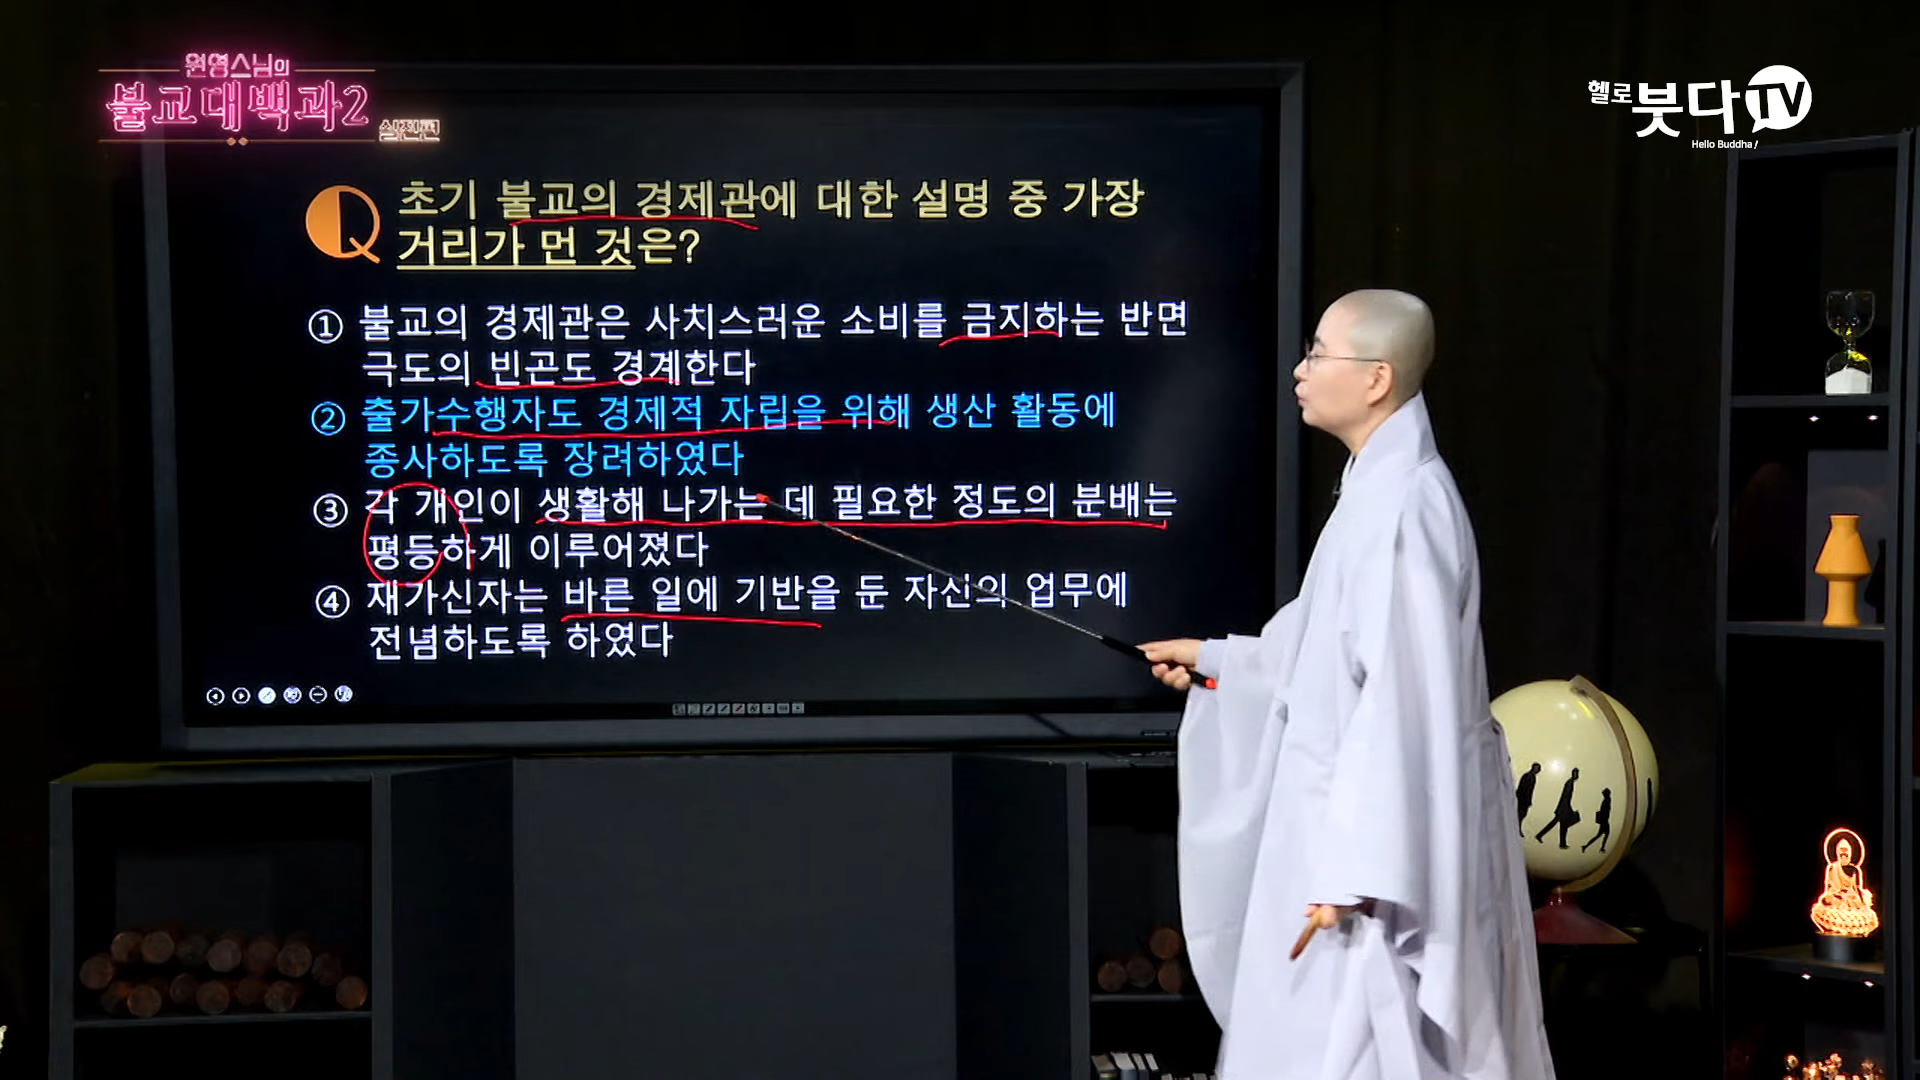 원영스님의
불교대백과2
실전편
헬로붓다TV
Hello Buddha!
Q 초기 불교의 경제관에 대한 설명 중 가장
거리가 먼 것은?
① 불교의 경제관은 사치스러운 소비를 금지하는 반면
극도의 빈곤도 경계한다
② 출가수행자도 경제적 자립을 위해 생산 활동에
종사하도록 장려하였다
③ 각 개인이 생활해 나가는 데 필요한 정도의 분배는
평등하게 이루어졌다
④ 재가신자는 바른 일에 기반을 둔 자신의 업무에
전념하도록 하였다